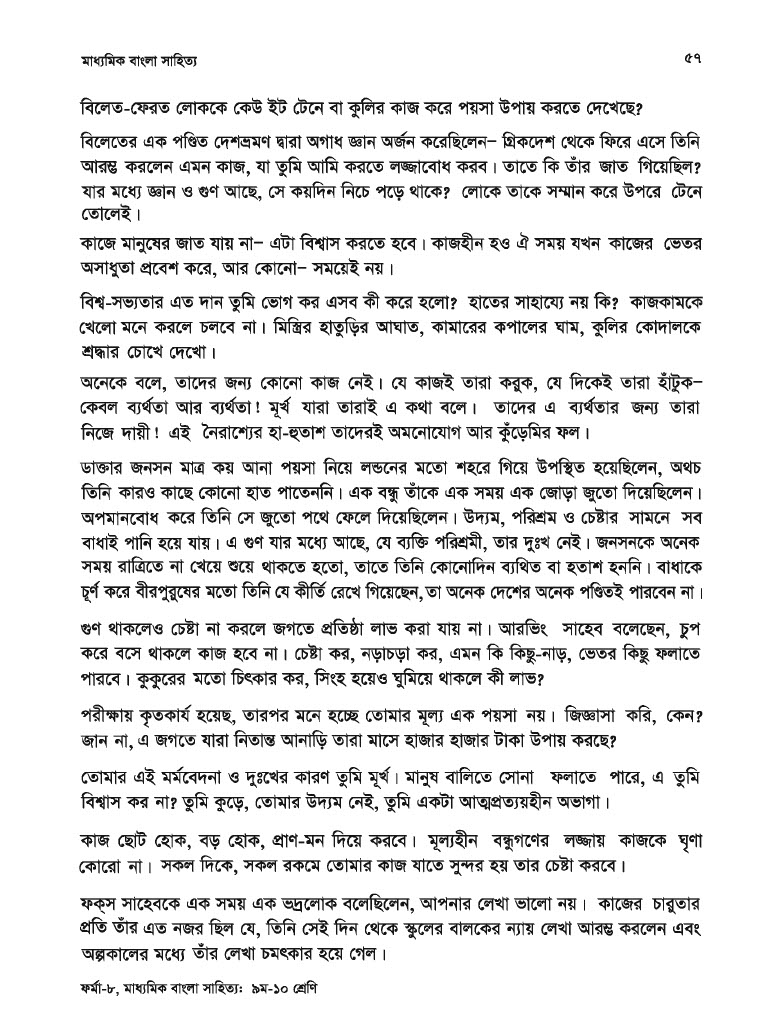 মাধ্যমিক বাংলা সাহিত্য
৫৭
বিলেত-ফেরত লোককে কেউ ইট টেনে বা কুলির কাজ করে পয়সা উপায় করতে দেখেছে?
বিলেতের এক পণ্ডিত দেশভ্রমণ দ্বারা অগাধ জ্ঞান অর্জন করেছিলেন– গ্রিকদেশ থেকে ফিরে এসে তিনি
আরম্ভ করলেন এমন কাজ, যা তুমি আমি করতে লজ্জাবোধ করব। তাতে কি তাঁর জাত গিয়েছিল?
যার মধ্যে জ্ঞান ও গুণ আছে, সে কয়দিন নিচে পড়ে থাকে? লোকে তাকে সম্মান করে উপরে টেনে
তোলেই।
কাজে মানুষের জাত যায় না– এটা বিশ্বাস করতে হবে। কাজহীন হও ঐ সময় যখন কাজের ভেতর
অসাধুতা প্রবেশ করে, আর কোনো– সময়েই নয়।
বিশ্ব-সভ্যতার এত দান তুমি ভোগ কর এসব কী করে হলো? হাতের সাহায্যে নয় কি? কাজকামকে
খেলো মনে করলে চলবে না। মিস্ত্রির হাতুড়ির আঘাত, কামারের কপালের ঘাম, কুলির কোদালকে
শ্রদ্ধার চোখে দেখো।
অনেকে বলে, তাদের জন্য কোনো কাজ নেই। যে কাজই তারা করুক, যে দিকেই তারা হাঁটুক–
কেবল ব্যর্থতা আর ব্যর্থতা! মূর্খ যারা তারাই এ কথা বলে। তাদের এ ব্যর্থতার জন্য তারা
নিজে দায়ী! এই নৈরাশ্যের হা-হুতাশ তাদেরই অমনোযোগ আর কুঁড়েমির ফল।
ডাক্তার জনসন মাত্র কয় আনা পয়সা নিয়ে লন্ডনের মতো শহরে গিয়ে উপস্থিত হয়েছিলেন, অথচ
তিনি কারও কাছে কোনো হাত পাতেননি। এক বন্ধু তাঁকে এক সময় এক জোড়া জুতো দিয়েছিলেন।
অপমানবোধ করে তিনি সে জুতো পথে ফেলে দিয়েছিলেন। উদ্যম, পরিশ্রম ও চেষ্টার সামনে সব
বাধাই পানি হয়ে যায়। এ গুণ যার মধ্যে আছে, যে ব্যক্তি পরিশ্রমী, তার দুঃখ নেই। জনসনকে অনেক
সময় রাত্রিতে না খেয়ে শুয়ে থাকতে হতো, তাতে তিনি কোনোদিন ব্যথিত বা হতাশ হননি। বাধাকে
চূর্ণ করে বীরপুরুষের মতো তিনি যে কীর্তি রেখে গিয়েছেন, তা অনেক দেশের অনেক পণ্ডিতই পারবেন না।
গুণ থাকলেও চেষ্টা না করলে জগতে প্রতিষ্ঠা লাভ করা যায় না। আরভিং সাহেব বলেছেন, চুপ
করে বসে থাকলে কাজ হবে না। চেষ্টা কর, নড়াচড়া কর, এমন কি কিছু-নাড়, ভেতর কিছু ফলাতে
পারবে। কুকুরের মতো চিৎকার কর, সিংহ হয়েও ঘুমিয়ে থাকলে কী লাভ?
পরীক্ষায় কৃতকার্য হয়েছ, তারপর মনে হচ্ছে তোমার মূল্য এক পয়সা নয়। জিজ্ঞাসা করি, কেন?
জান না, এ জগতে যারা নিতান্ত আনাড়ি তারা মাসে হাজার হাজার টাকা উপায় করছে?
তোমার এই মর্মবেদনা ও দুঃখের কারণ তুমি মূর্খ। মানুষ বালিতে সোনা ফলাতে পারে, এ তুমি
বিশ্বাস কর না? তুমি কুড়ে, তোমার উদ্যম নেই, তুমি একটা আত্মপ্রত্যয়হীন অভাগা।
কাজ ছোট হোক, বড় হোক, প্রাণ-মন দিয়ে করবে। মূল্যহীন বন্ধুগণের লজ্জায় কাজকে ঘৃণা
কোরো না। সকল দিকে, সকল রকমে তোমার কাজ যাতে সুন্দর হয় তার চেষ্টা করবে।
ফক্‌স সাহেবকে এক সময় এক ভদ্রলোক বলেছিলেন, আপনার লেখা ভালো নয়। কাজের চারুতার
প্রতি তাঁর এত নজর ছিল যে, তিনি সেই দিন থেকে স্কুলের বালকের ন্যায় লেখা আরম্ভ করলেন এবং
অল্পকালের মধ্যে তাঁর লেখা চমৎকার হয়ে গেল।
ফর্মা-৮, মাধ্যমিক বাংলা সাহিত্য: ৯ম-১০ শ্রেণি